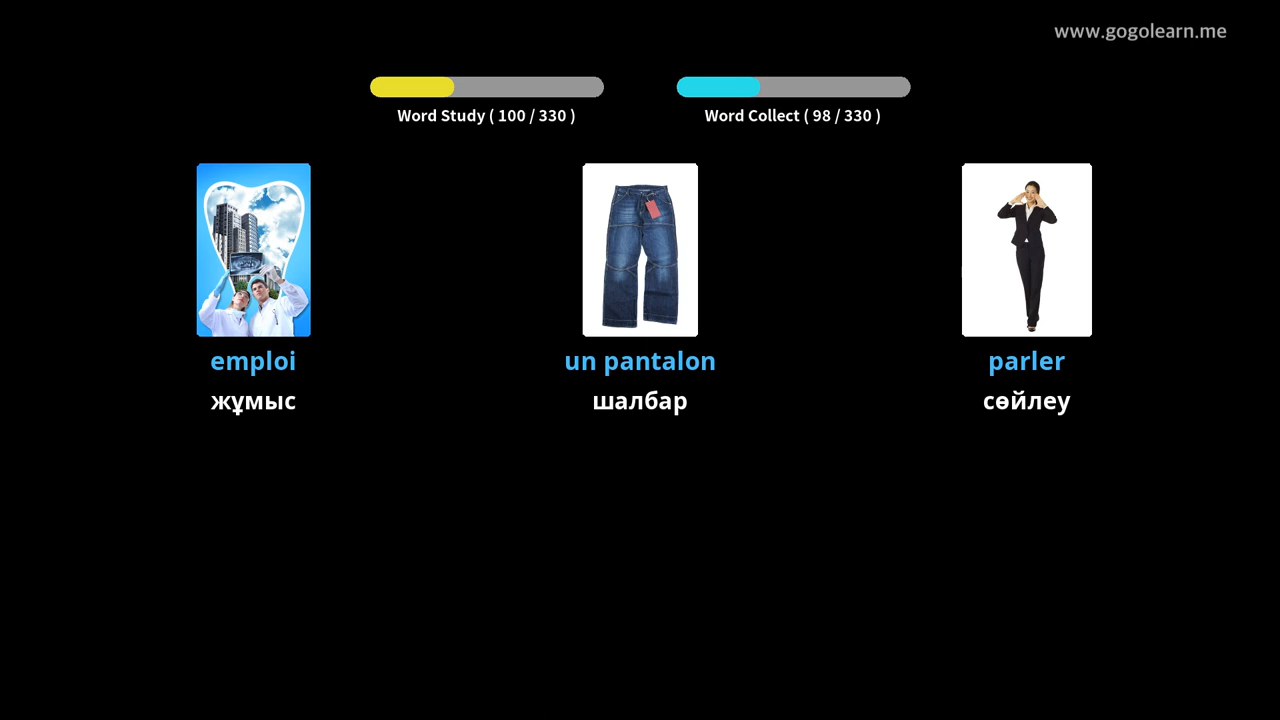 www.gogolearn.me
Word Study ( 100 / 330 )
Word Collect ( 98 / 330 )
emploi
un pantalon
parler
жұмыс
шалбар
сөйлеу